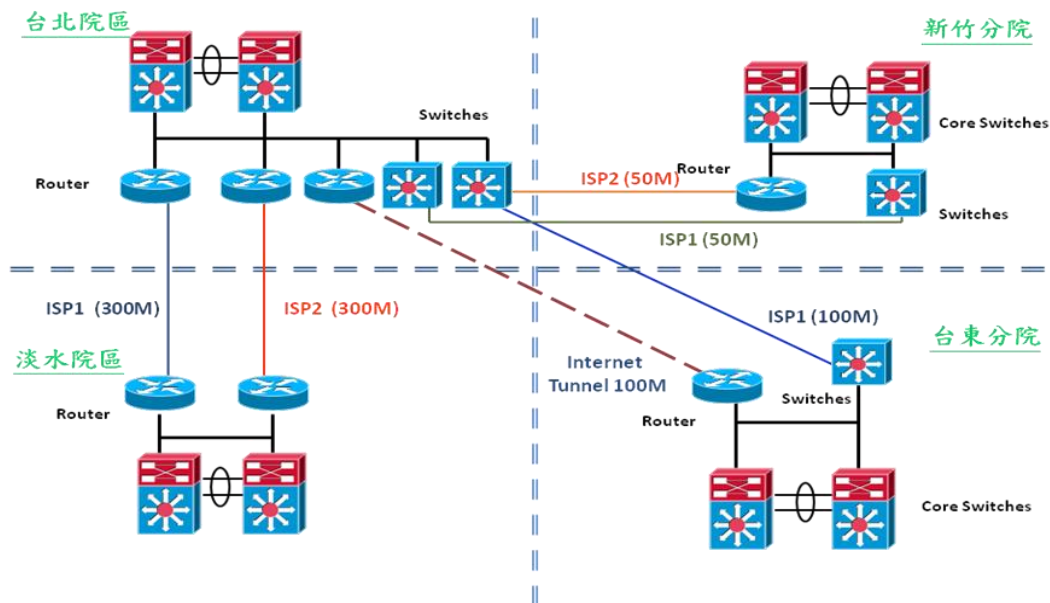 台北院區
Switches
Router
ISP1 (300M)
ISP2 (300M)
淡水院區
Router
新竹分院
Core Switches
Router
ISP2 (50M)
Switches
ISP1 (50M)
ISP1 (100M)
台東分院
Internet
Tunnel 100M
Switches
Router
Core Switches